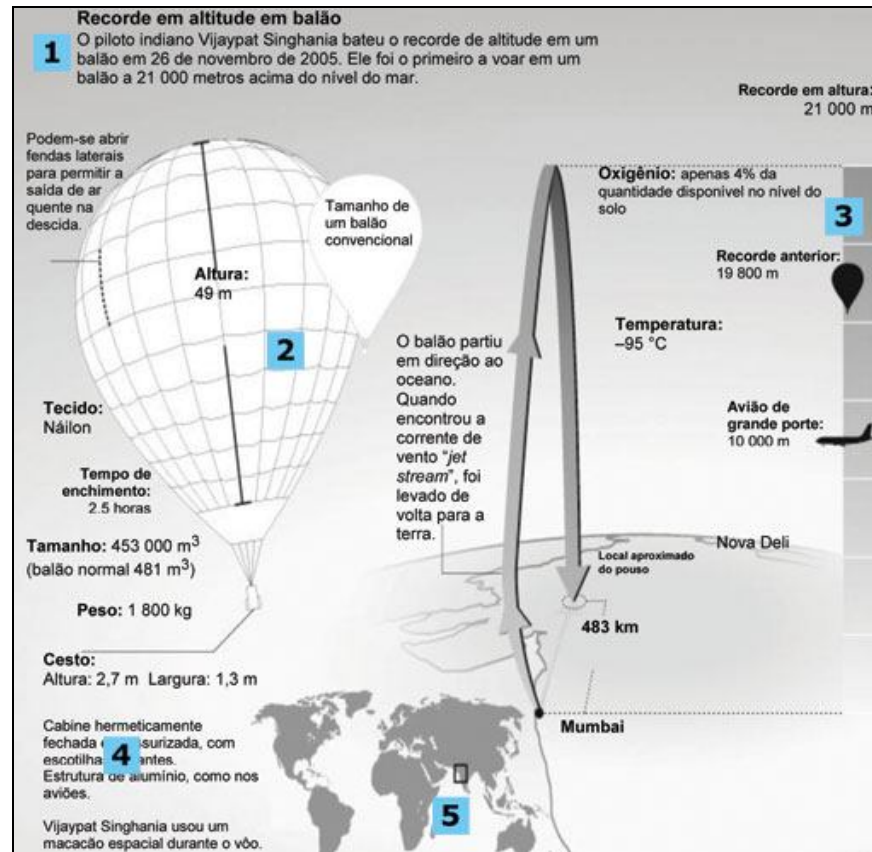 Recorde em altitude em balão
1
O piloto indiano Vijaypat Singhania bateu o recorde de altitude em um
balão em 26 de novembro de 2005. Ele foi o primeiro a voar em um
balão a 21 000 metros acima do nível do mar.
Recorde em altura:
21 000 m
Podem-se abrir
fendas laterais
para permitir a
saída de ar
quente na
descida.
Tamanho de
um balão
convencional
Altura:
49 m
2
Tecido:
Náilon
Tempo de
enchimento:
2.5 horas
Tamanho: 453 000 m³
(balão normal 481 m³)
Peso: 1 800 kg
Cesto:
Altura: 2,7 m Largura: 1,3 m
Oxigênio: apenas 4% da
quantidade disponível no nível do
solo
3
Recorde anterior:
19 800 m
Temperatura:
–95 °C
Avião de
grande porte:
10 000 m
O balão partiu
em direção ao
oceano.
Quando
encontrou a
corrente de
vento “jet
stream”, foi
levado de
volta para a
terra.
Nova Deli
Local aproximado
do pouso
483 km
Mumbai
Cabine hermeticamente
fechada surizada, com
4
escotilha antes.
Estrutura de alumínio, como nos
aviões.
5
Vijaypat Singhania usou um
macacão espacial durante o vôo.